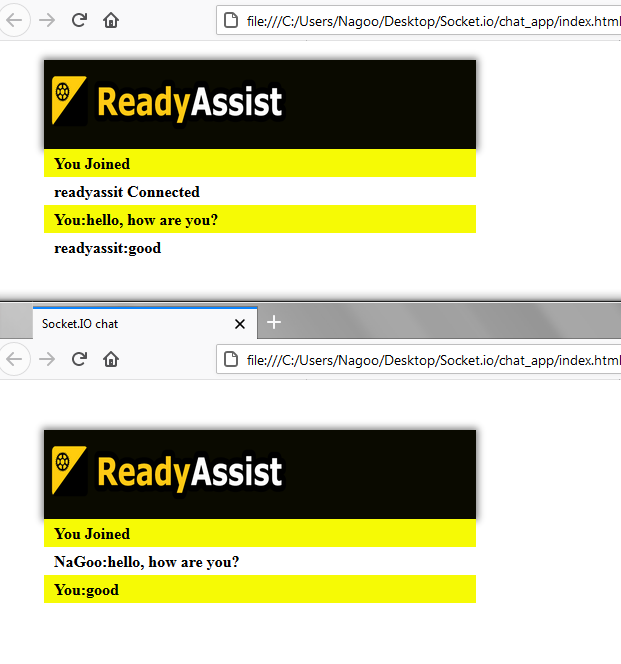 file:///C:/Users/Nagoo/Desktop/Socket.io/chat_app/index.html
ReadyAssist
You Joined
readyassit Connected
You:hello, how are you?
readyassit:good
Socket.IO chat
file:///C:/Users/Nagoo/Desktop/Socket.io/chat_app/index.html
ReadyAssist
You Joined
NaGoo:hello, how are you?
You:good